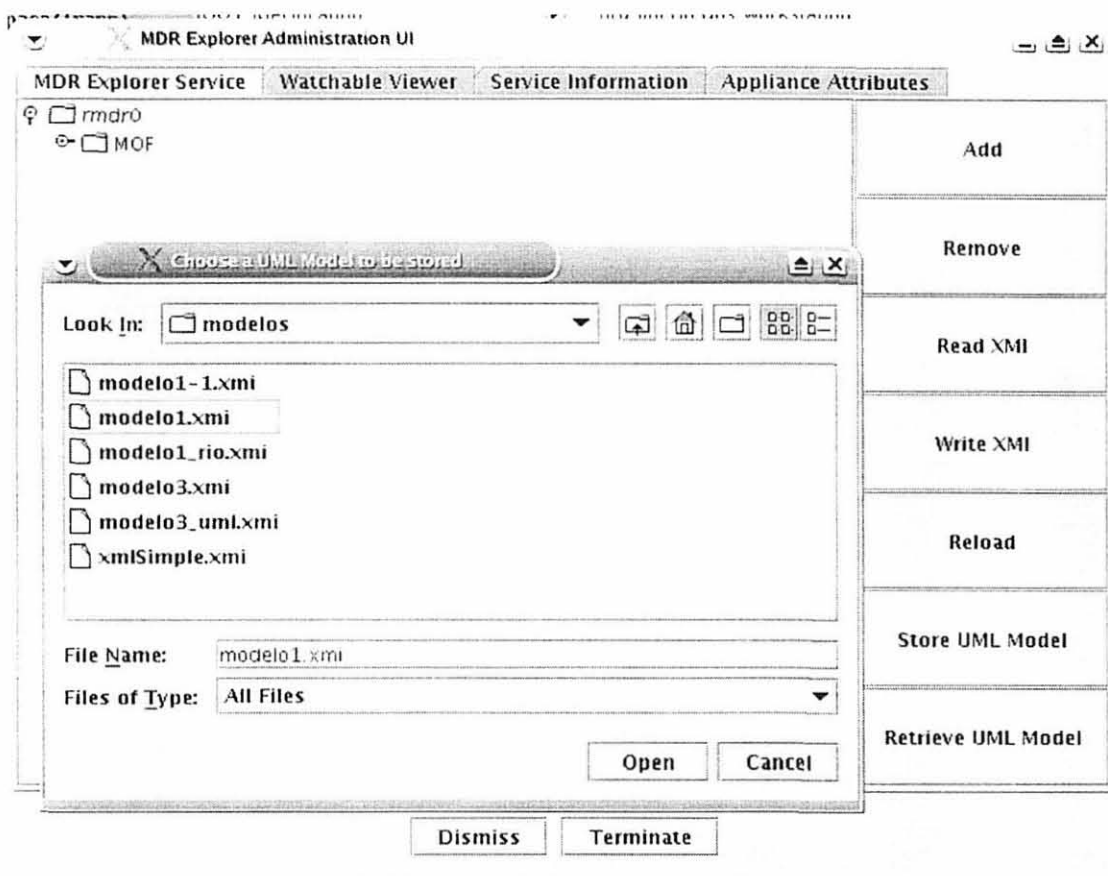 MDR Explorer Administration UI
MDR Explorer Service Watchable Viewer Service Information Appliance Attributes
rmdr0
MOF
Add
Remove
Choose a UML Model to be stored
Look In: modelos
Read XMI
modelo1-1.xmi
modelo1.xmi
modelo1_rio.xmi
modelo3.xmi
modelo3_uml.xmi
xmlSimple.xmi
Write XMI
Reload
Store UML Model
File Name: modelo1.xmi
Files of Type: All Files
Retrieve UML Model
Open Cancel
Dismiss Terminate